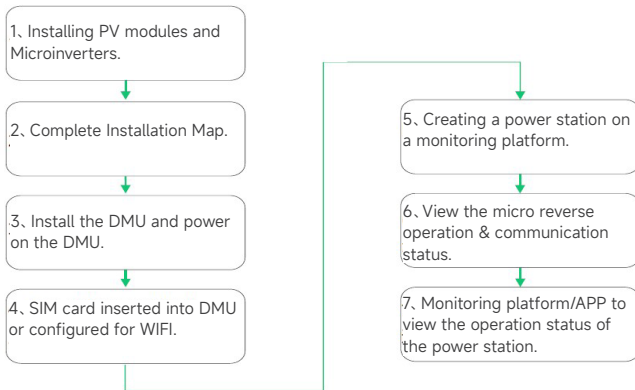 1、Installing PV modules and
Microinverters.
2、Complete Installation Map.
3、Install the DMU and power
on the DMU.
4、SIM card inserted into DMU
or configured for WIFI.
5、Creating a power station on
a monitoring platform.
6、View the micro reverse
operation & communication
status.
7、Monitoring platform/APP to
view the operation status of
the power station.